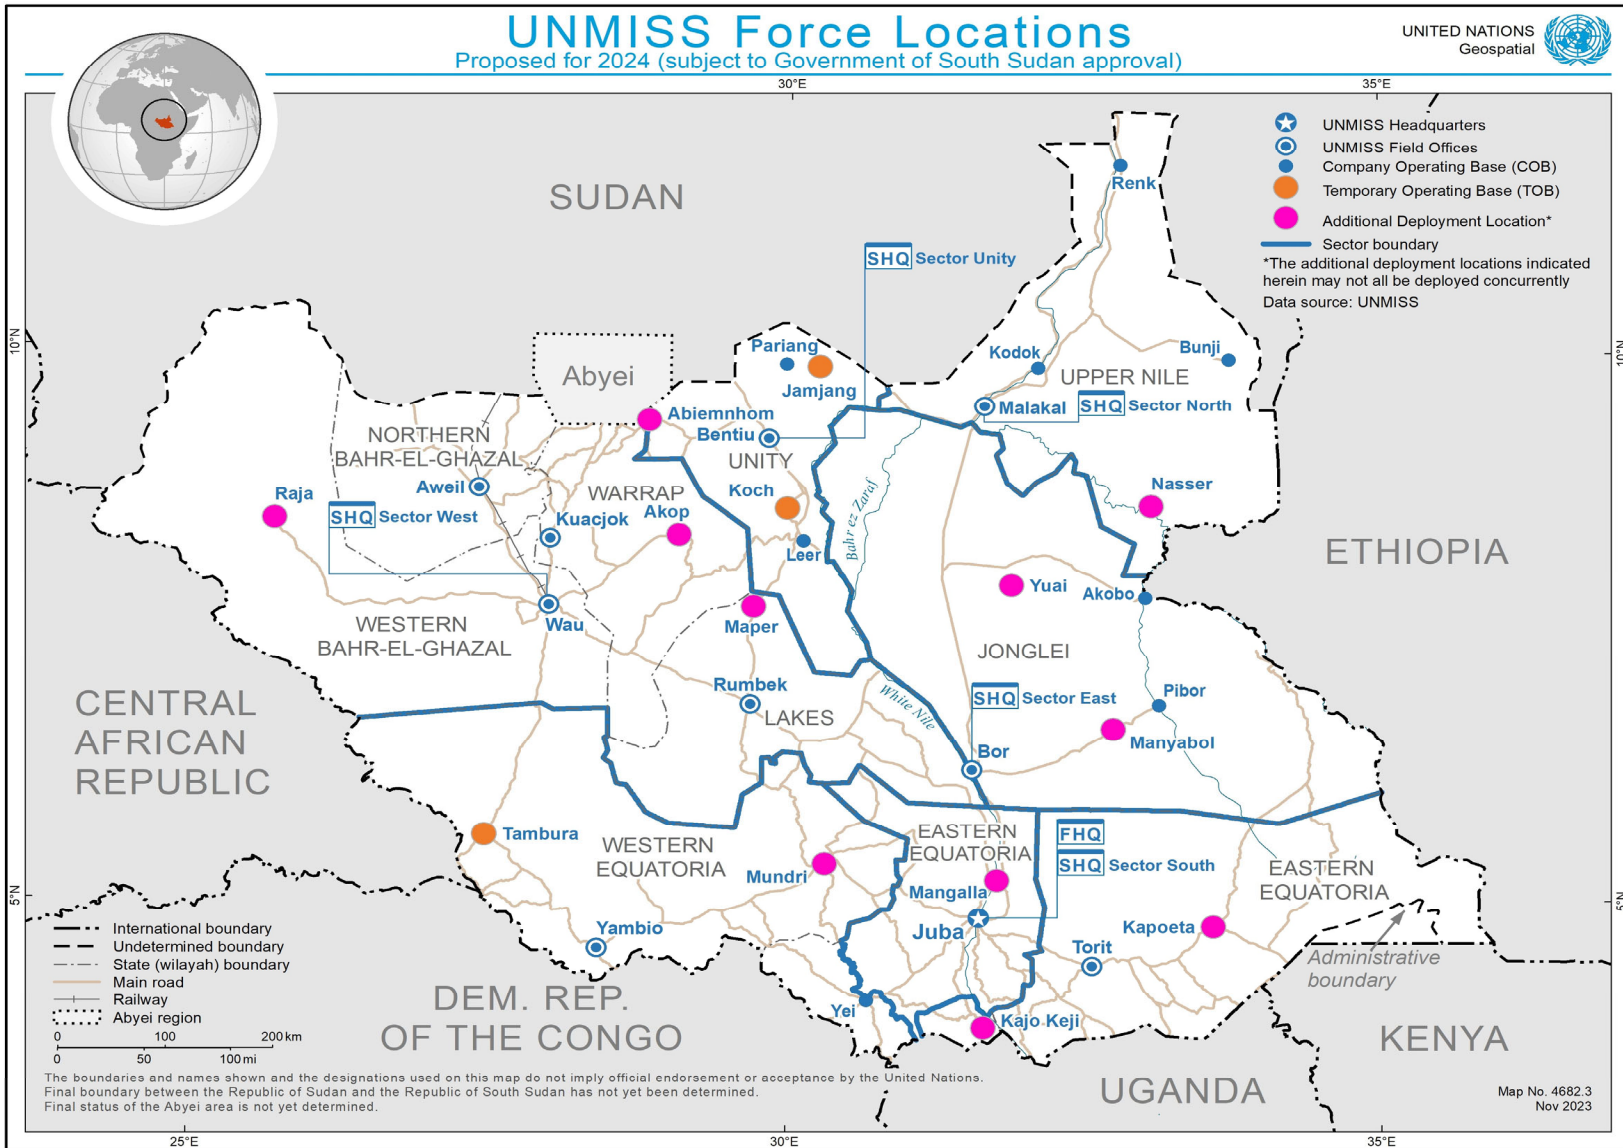 UNMISS Force Locations
Proposed for 2024 (subject to Government of South Sudan approval)
UNITED NATIONS
Geospatial
30°E
35°E
UNMISS Headquarters
UNMISS Field Offices
Company Operating Base (COB)
Temporary Operating Base (TOB)
Additional Deployment Location*
Sector boundary
*The additional deployment locations indicated
herein may not all be deployed concurrently
Data source: UNMISS
SUDAN
Renk
SHQ Sector Unity
10°N
10°N
Pariang
Jamjang
Kodok
Bunji
Abyei
UPPER NILE
Malakal
SHQ Sector North
Abiemnhom
Bentiu
UNITY
NORTHERN
BAHR-EL-GHAZAL
Aweil
Raja
SHQ Sector West
WARRAP
Akop
Kuacjok
Koch
Leer
Bahr ez Zaraf
Nasser
ETHIOPIA
Yuai
Akobo
Wau
Maper
WESTERN
BAHR-EL-GHAZAL
JONGLEI
CENTRAL
AFRICAN
REPUBLIC
Rumbek
LAKES
White Nile
SHQ Sector East
Pibor
Manyabol
Bor
Tambura
WESTERN
EQUATORIA
Mundri
EASTERN
EQUATORIA
Mangalla
FHQ
SHQ Sector South
EASTERN
EQUATORIA
5°N
5°N
Juba
Kapoeta
Torit
Yambio
Yei
Kajo Keji
Administrative
boundary
DEM. REP.
OF THE CONGO
KENYA
UGANDA
International boundary
Undetermined boundary
State (wilayah) boundary
Main road
Railway
Abyei region
0 100 200 km
0 50 100 mi
The boundaries and names shown and the designations used on this map do not imply official endorsement or acceptance by the United Nations.
Final boundary between the Republic of Sudan and the Republic of South Sudan has not yet been determined.
Final status of the Abyei area is not yet determined.
Map No. 4682.3
Nov 2023
25°E
30°E
35°E